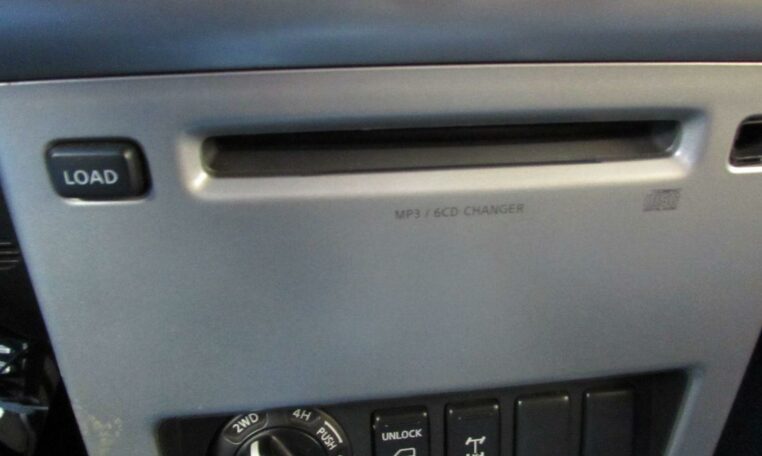 LOAD
MP3 / 6CD CHANGER
2WD 4H PUSH
UNLOCK